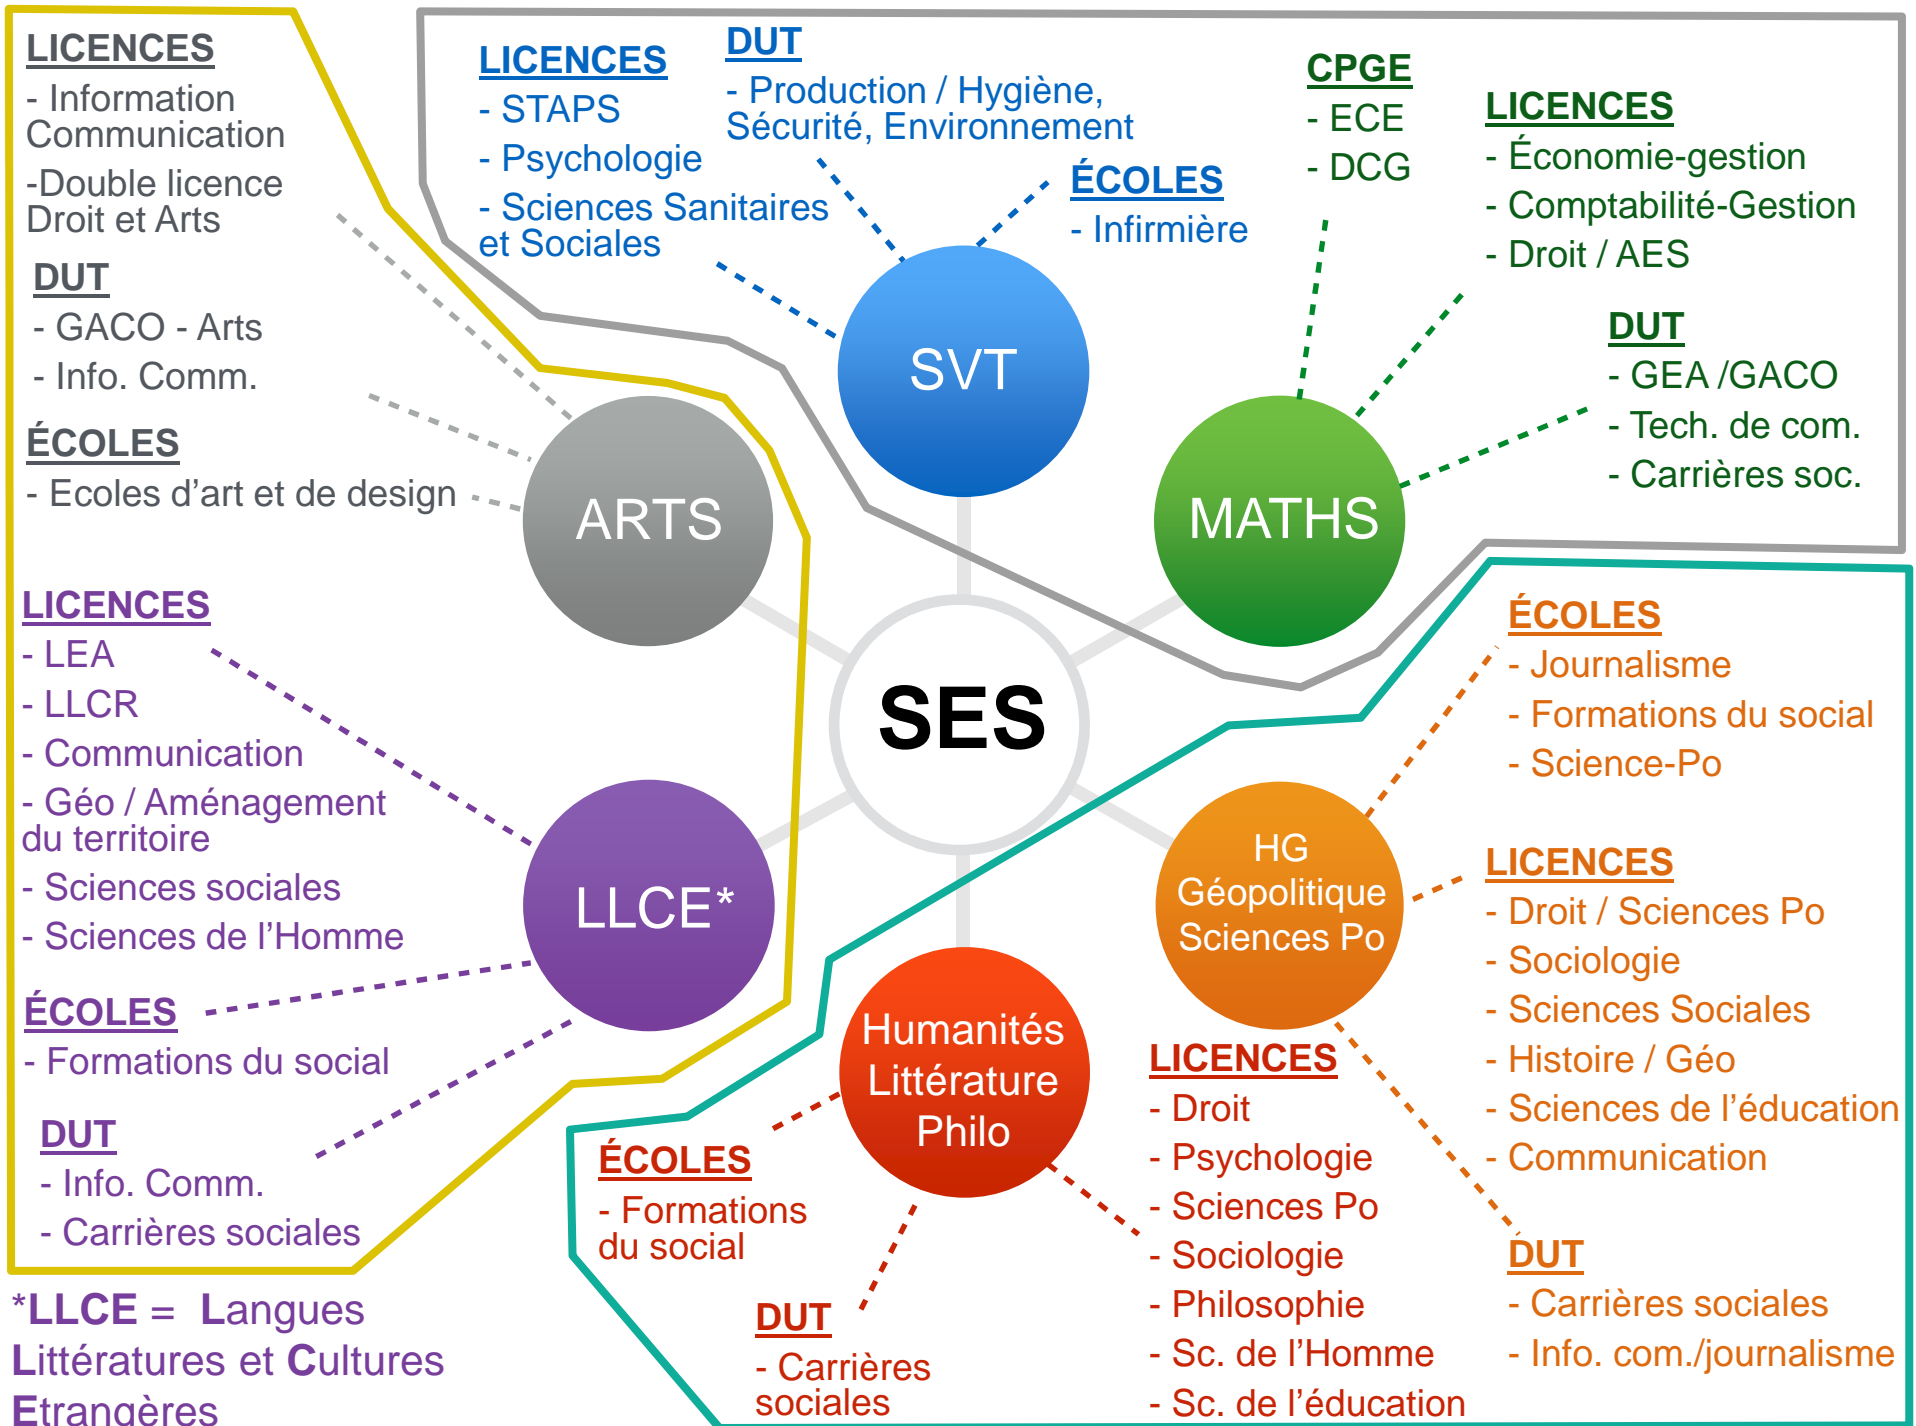 LICENCES
- Information
Communication
-Double licence
Droit et Arts
DUT
- GACO - Arts
- Info. Comm.
ÉCOLES
- Ecoles d'art et de design
ARTS
LICENCES
- STAPS
- Psychologie
- Sciences Sanitaires
et Sociales
DUT
- Production / Hygiène,
Sécurité, Environnement
ÉCOLES
- Infirmière
SVT
CPGE
- ECE
- DCG
LICENCES
- Économie-gestion
- Comptabilité-Gestion
- Droit / AES
DUT
- GEA /GACO
- Tech. de com.
- Carrières soc.
MATHS
SES
LICENCES
- LEA
- LLCR
- Communication
- Géo / Aménagement
du territoire
- Sciences sociales
- Sciences de l'Homme
ÉCOLES
- Formations du social
DUT
- Info. Comm.
- Carrières sociales
LLCE*
*LLCE = Langues
Littératures et Cultures
Etrangères
Humanités
Littérature
Philo
ÉCOLES
- Formations
du social
DUT
- Carrières
sociales
LICENCES
- Droit
- Psychologie
- Sciences Po
- Sociologie
- Philosophie
- Sc. de l'Homme
- Sc. de l'éducation
HG
Géopolitique
Sciences Po
ÉCOLES
- Journalisme
- Formations du social
- Science-Po
LICENCES
- Droit / Sciences Po
- Sociologie
- Sciences Sociales
- Histoire / Géo
- Sciences de l'éducation
- Communication
DUT
- Carrières sociales
- Info. com./journalisme